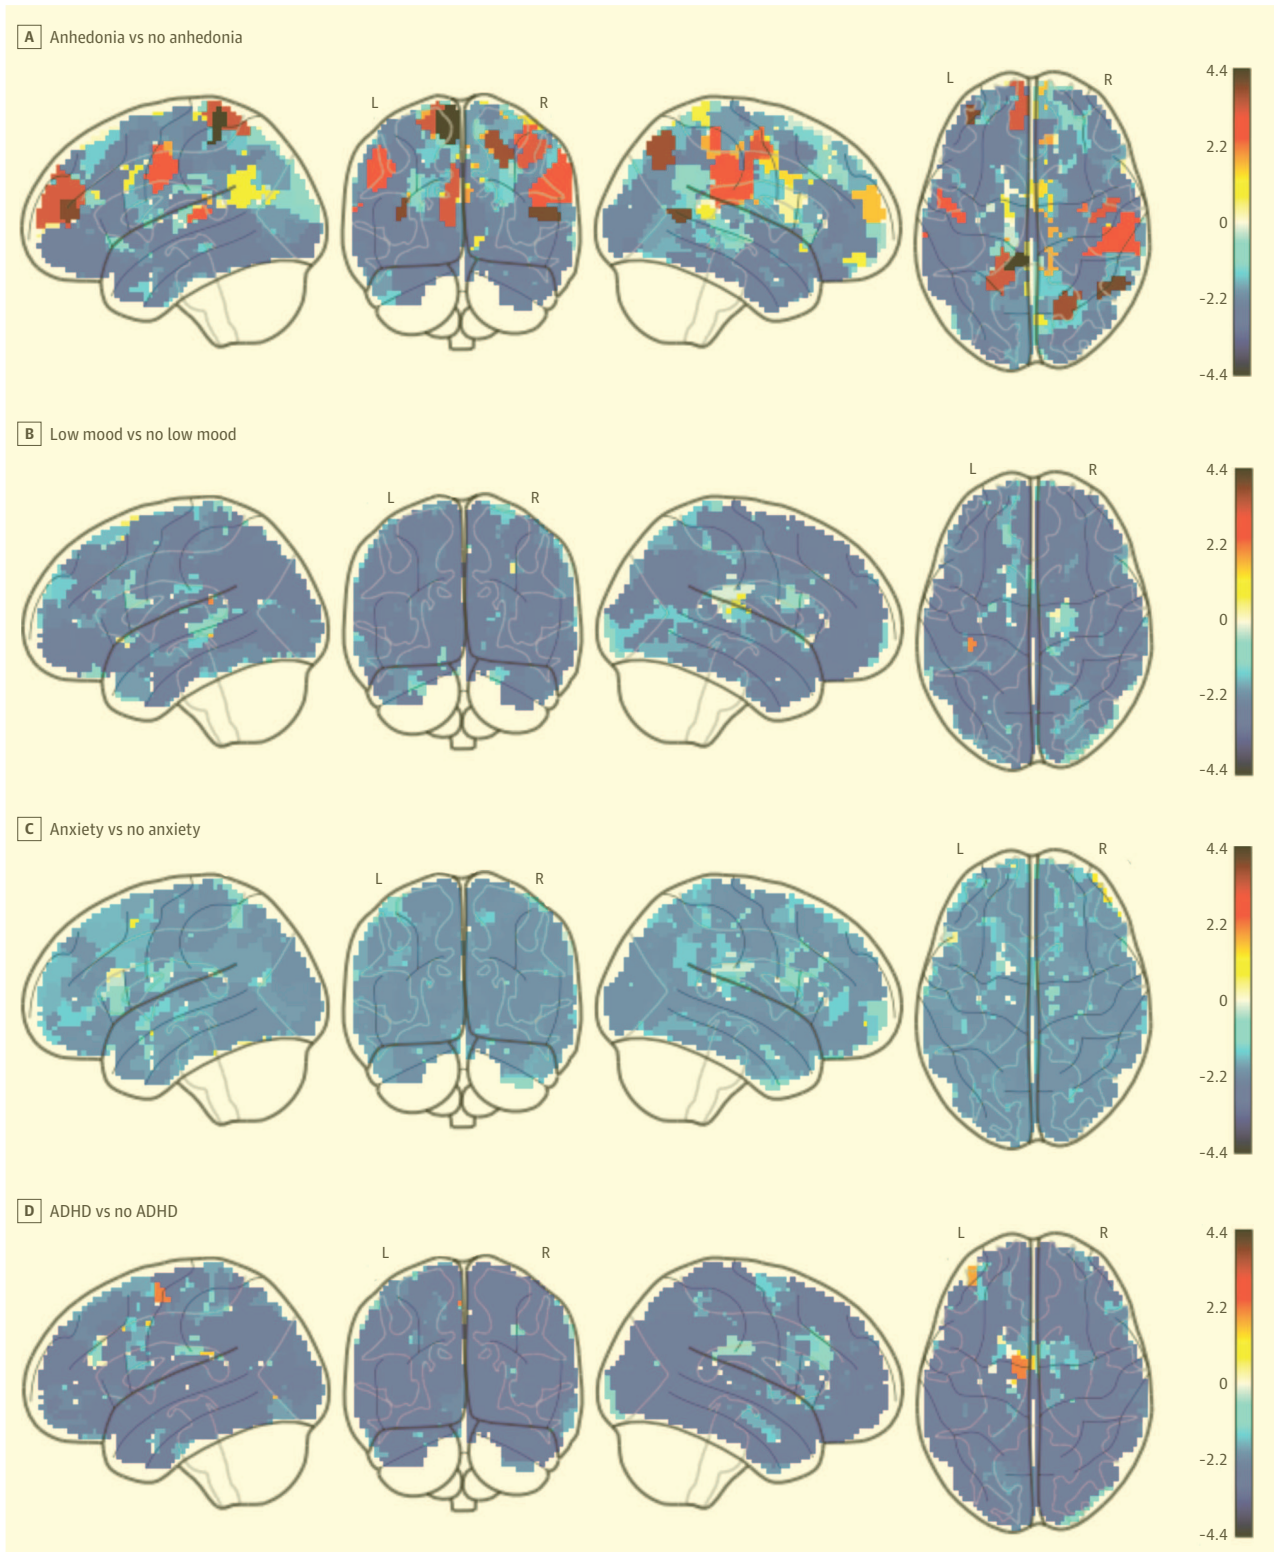 A Anhedonia vs no anhedonia
L R L R
4.4
2.2
0
-2.2
-4.4
B Low mood vs no low mood
L R L R
4.4
2.2
0
-2.2
-4.4
C Anxiety vs no anxiety
L R L R
4.4
2.2
0
-2.2
-4.4
D ADHD vs no ADHD
L R L R
4.4
2.2
0
-2.2
-4.4